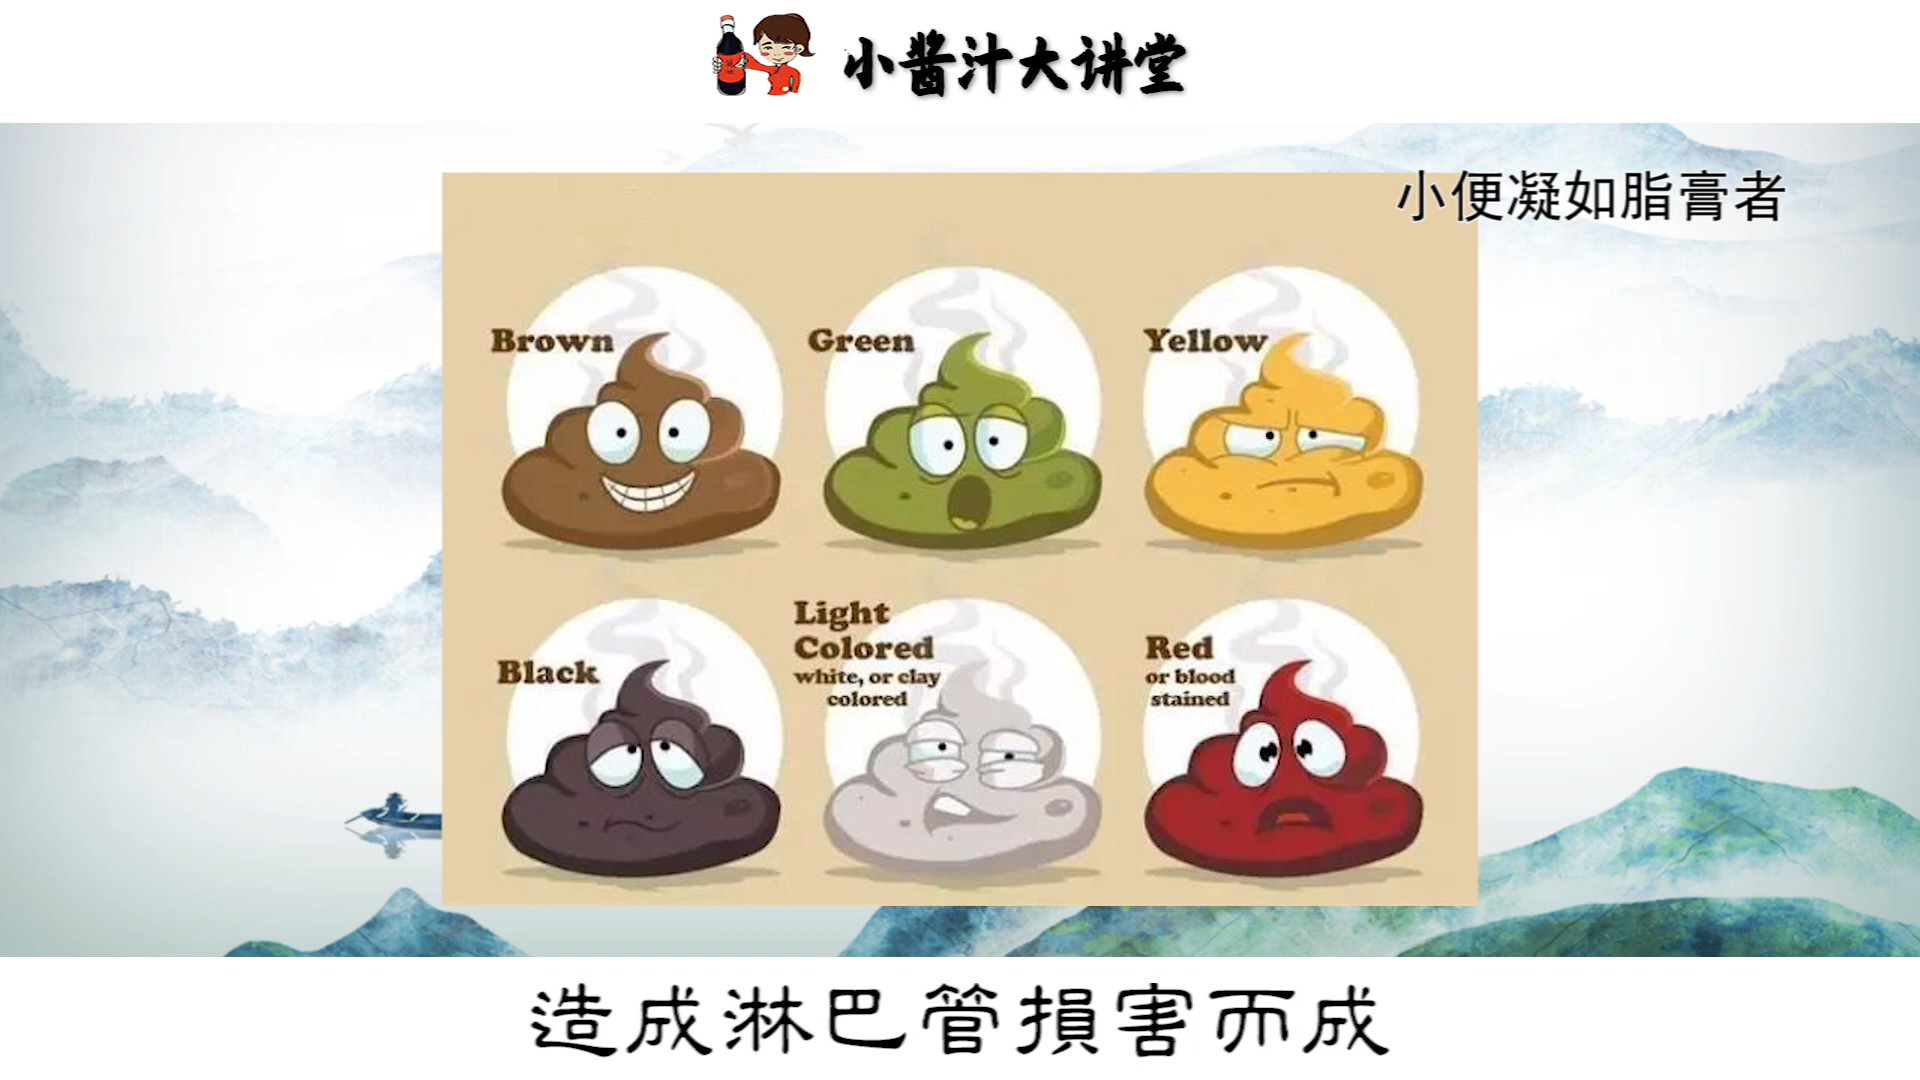 小酱汁大讲堂
小便凝如脂膏者
Brown
Green
Yellow
Black
Light
Colored
white, or clay
colored
Red
or blood
stained
造成淋巴管損害而成